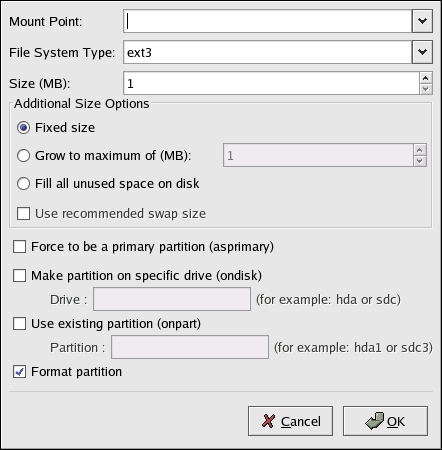 Mount Point:
File System Type: ext3
Size (MB): 1
Additional Size Options
Fixed size
Grow to maximum of (MB): 1
Fill all unused space on disk
Use recommended swap size
Force to be a primary partition (asprimary)
Make partition on specific drive (ondisk)
Drive : (for example: hda or sdc)
Use existing partition (onpart)
Partition : (for example: hda1 or sdc3)
Format partition
Cancel OK